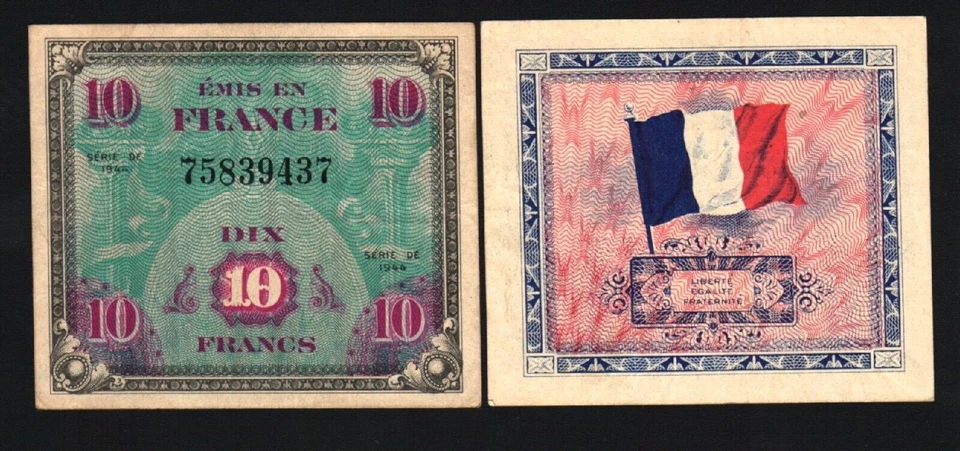 10 ÉMIS EN 10
FRANCE
SÉRIE DE
1944
75839437
DIX
SÉRIE DE
1944
10
10 10
FRANCS
LIBERTÉ
ÉGALITÉ
FRATERNITÉ